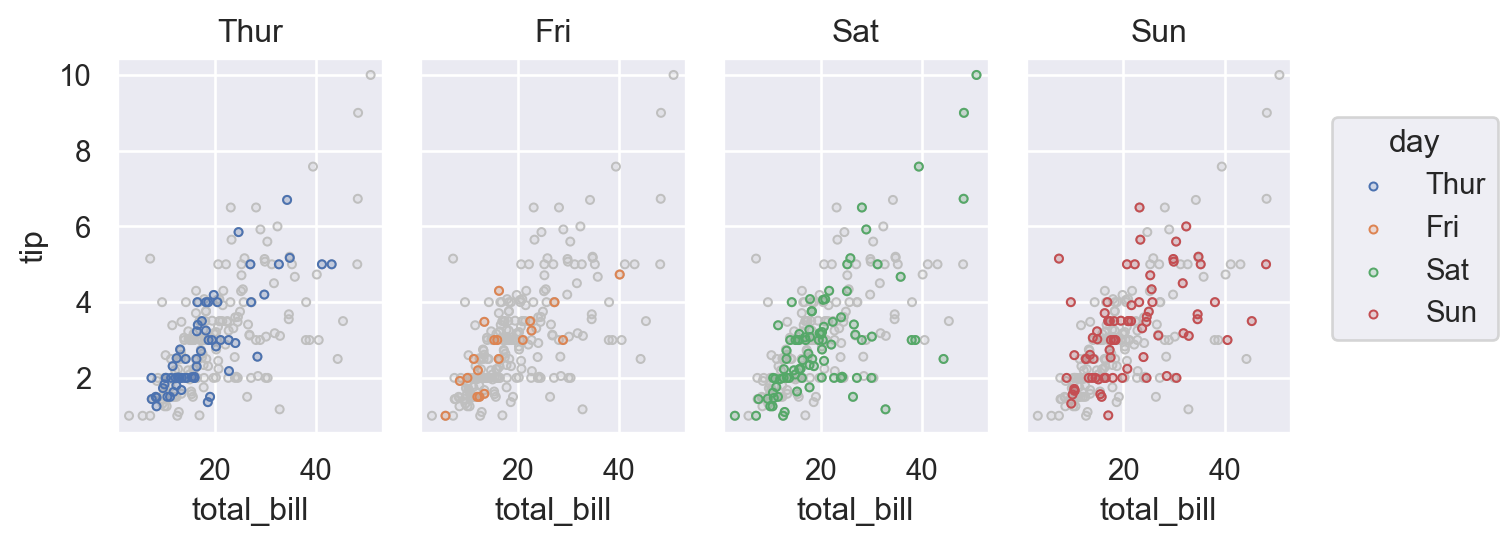 Thur Fri Sat Sun
10
8
6
4
2
tip
20 40 20 40 20 40 20 40
total_bill total_bill total_bill total_bill
day
Thur
Fri
Sat
Sun